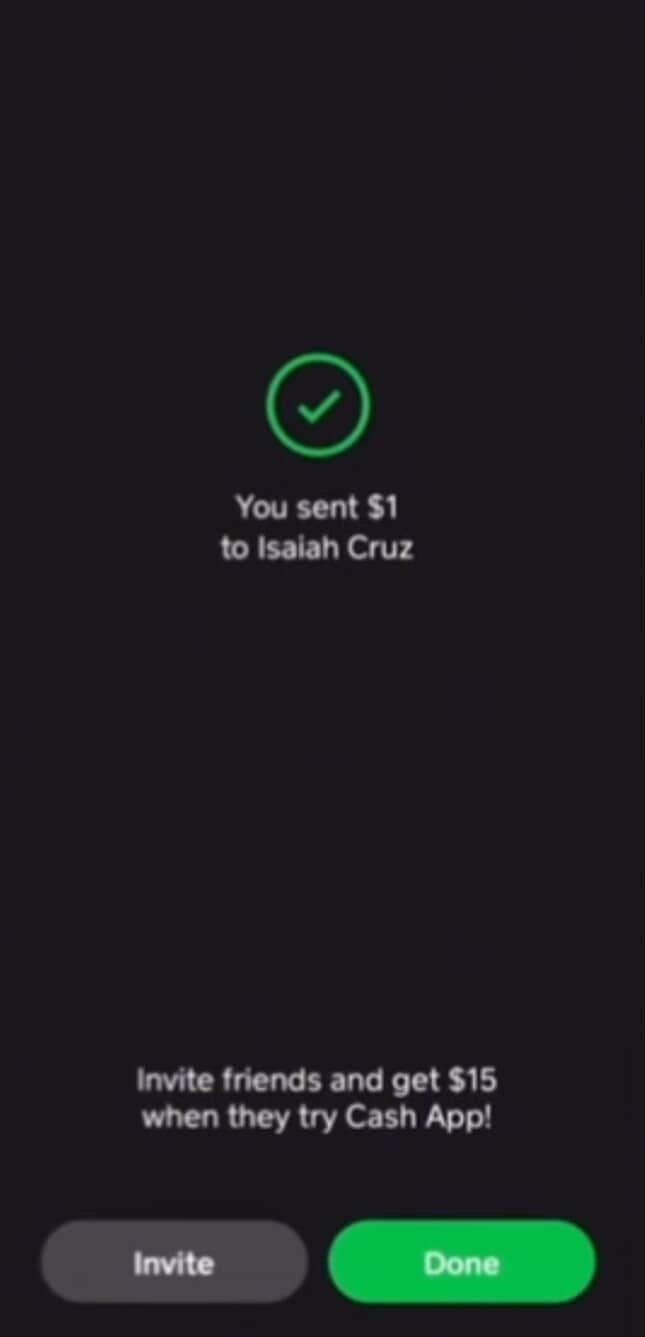 You sent $1
to Isaiah Cruz
Invite friends and get $15
when they try Cash App!
Invite
Done